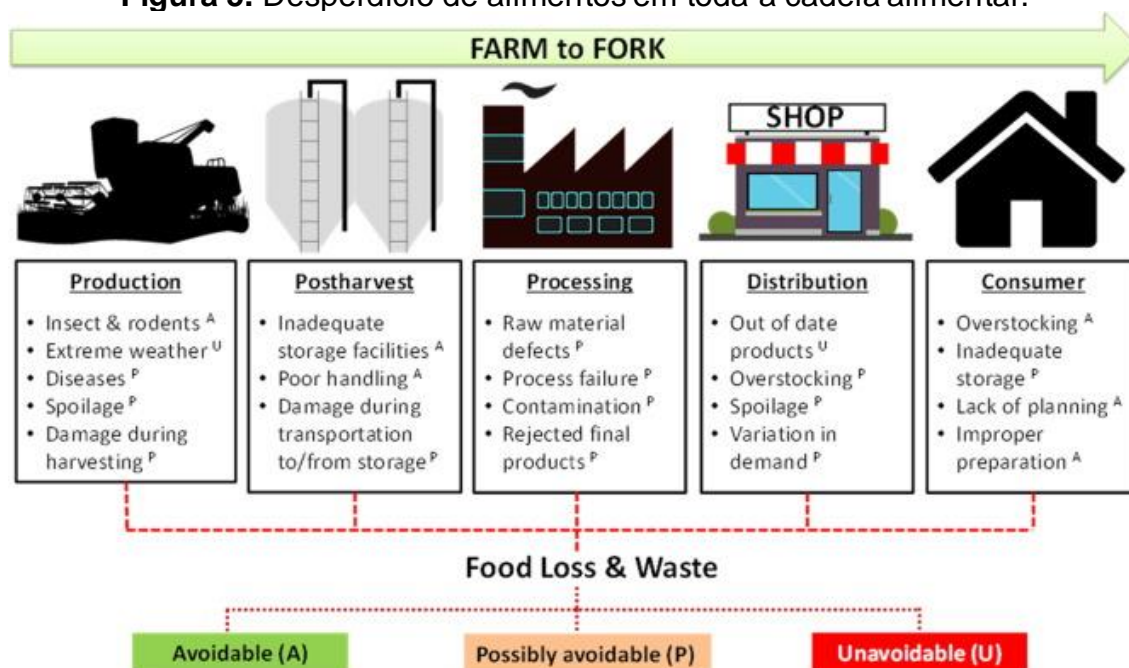 Desperdício de alimentos em toda a cadeia alimentar.
FARM to FORK
SHOP
Production
• Insect & rodents A
• Extreme weather U
• Diseases P
• Spoilage P
• Damage during
harvesting P
Postharvest
• Inadequate
storage facilities A
• Poor handling A
• Damage during
transportation
to/from storage P
Processing
• Raw material
defects P
• Process failure P
• Contamination P
• Rejected final
products P
Distribution
• Out of date
products U
• Overstocking P
• Spoilage P
• Variation in
demand P
Consumer
• Overstocking A
• Inadequate
storage P
• Lack of planning A
• Improper
preparation A
Food Loss & Waste
Avoidable (A)
Possibly avoidable (P)
Unavoidable (U)